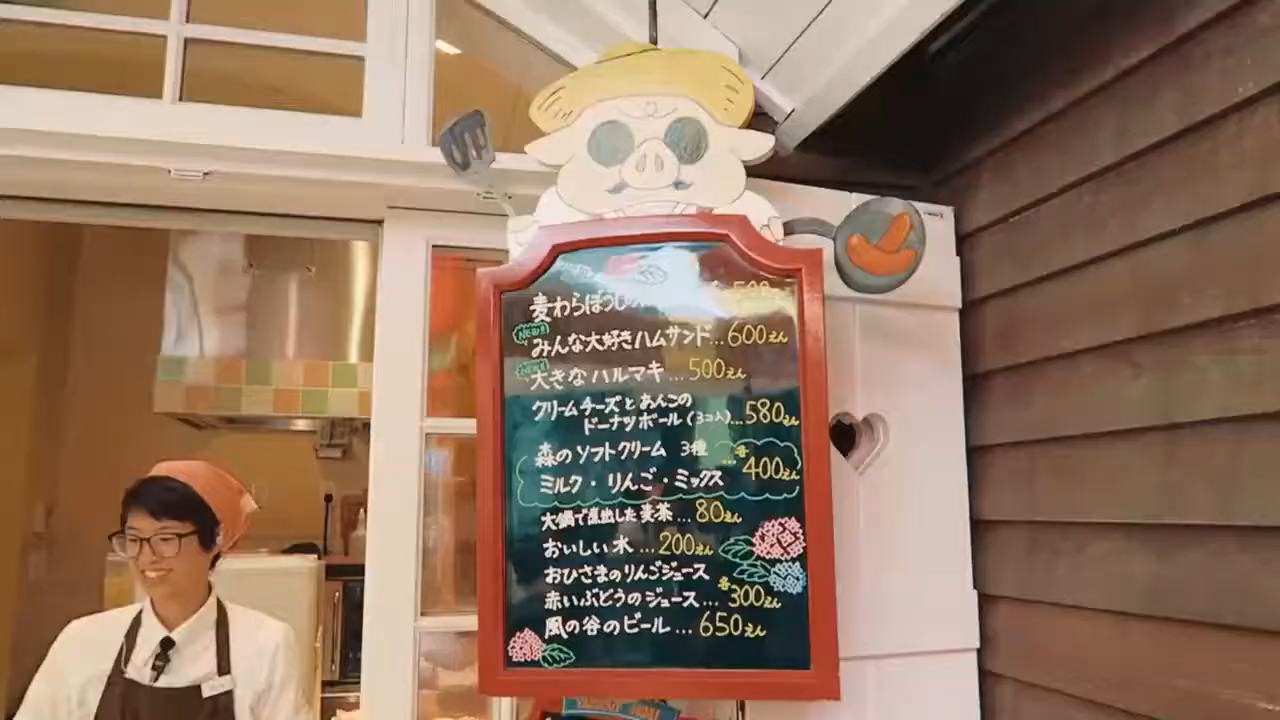 麦わらぼうし
NEW!!
みんな大好きハムサンド...600えん
NEW!!
大きなハルマキ...500えん
クリームチーズとあんこの
ドーナツボール(3コ入)...580えん
森のソフトクリーム 3種 各
ミルク・りんご・ミックス ...400えん
大鍋で煮出した麦茶...80えん
おいしい水...200えん
おひさまのりんごジュース
赤いぶどうのジュース... 各300えん
風の谷のビール...650えん